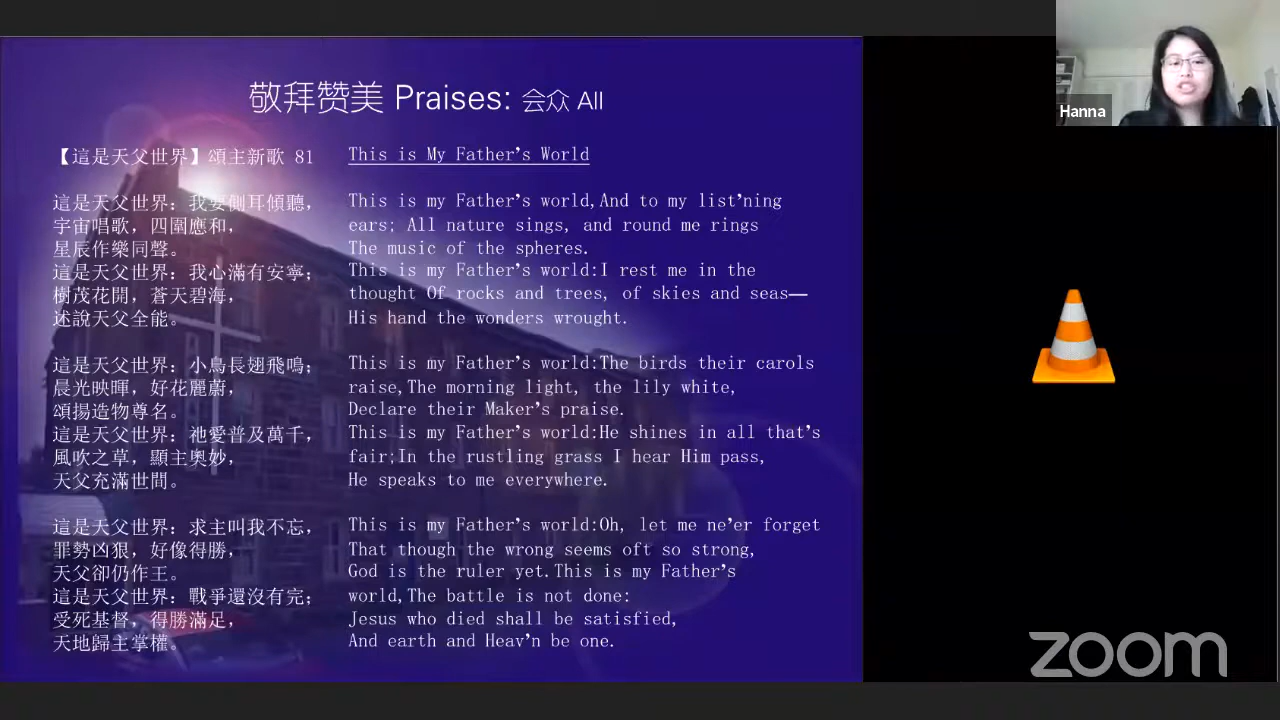 敬拜赞美 Praises: 会众 All
Hanna
【這是天父世界】頌主新歌 81
這是天父世界：我要側耳傾聽，
宇宙唱歌，四圍應和，
星辰作樂同聲。
這是天父世界：我心滿有安寧；
樹茂花開，蒼天碧海，
述說天父全能。
這是天父世界：小鳥長翅飛鳴；
晨光映暉，好花麗蔚，
頌揚造物尊名。
這是天父世界：祂愛普及萬千，
風吹之草，顯主奧妙，
天父充滿世間。
這是天父世界：求主叫我不忘，
罪勢凶狠，好像得勝，
天父卻仍作王。
這是天父世界：戰爭還沒有完；
受死基督，得勝滿足，
天地歸主掌權。
This is My Father's World
This is my Father's world,And to my list'ning
ears; All nature sings, and round me rings
The music of the spheres.
This is my Father's world:I rest me in the
thought Of rocks and trees, of skies and seas—
His hand the wonders wrought.
This is my Father's world:The birds their carols
raise,The morning light, the lily white,
Declare their Maker's praise.
This is my Father's world:He shines in all that's
fair;In the rustling grass I hear Him pass,
He speaks to me everywhere.
This is my Father's world:Oh, let me ne'er forget
That though the wrong seems oft so strong,
God is the ruler yet.This is my Father's
world,The battle is not done:
Jesus who died shall be satisfied,
And earth and Heav'n be one.
zoom